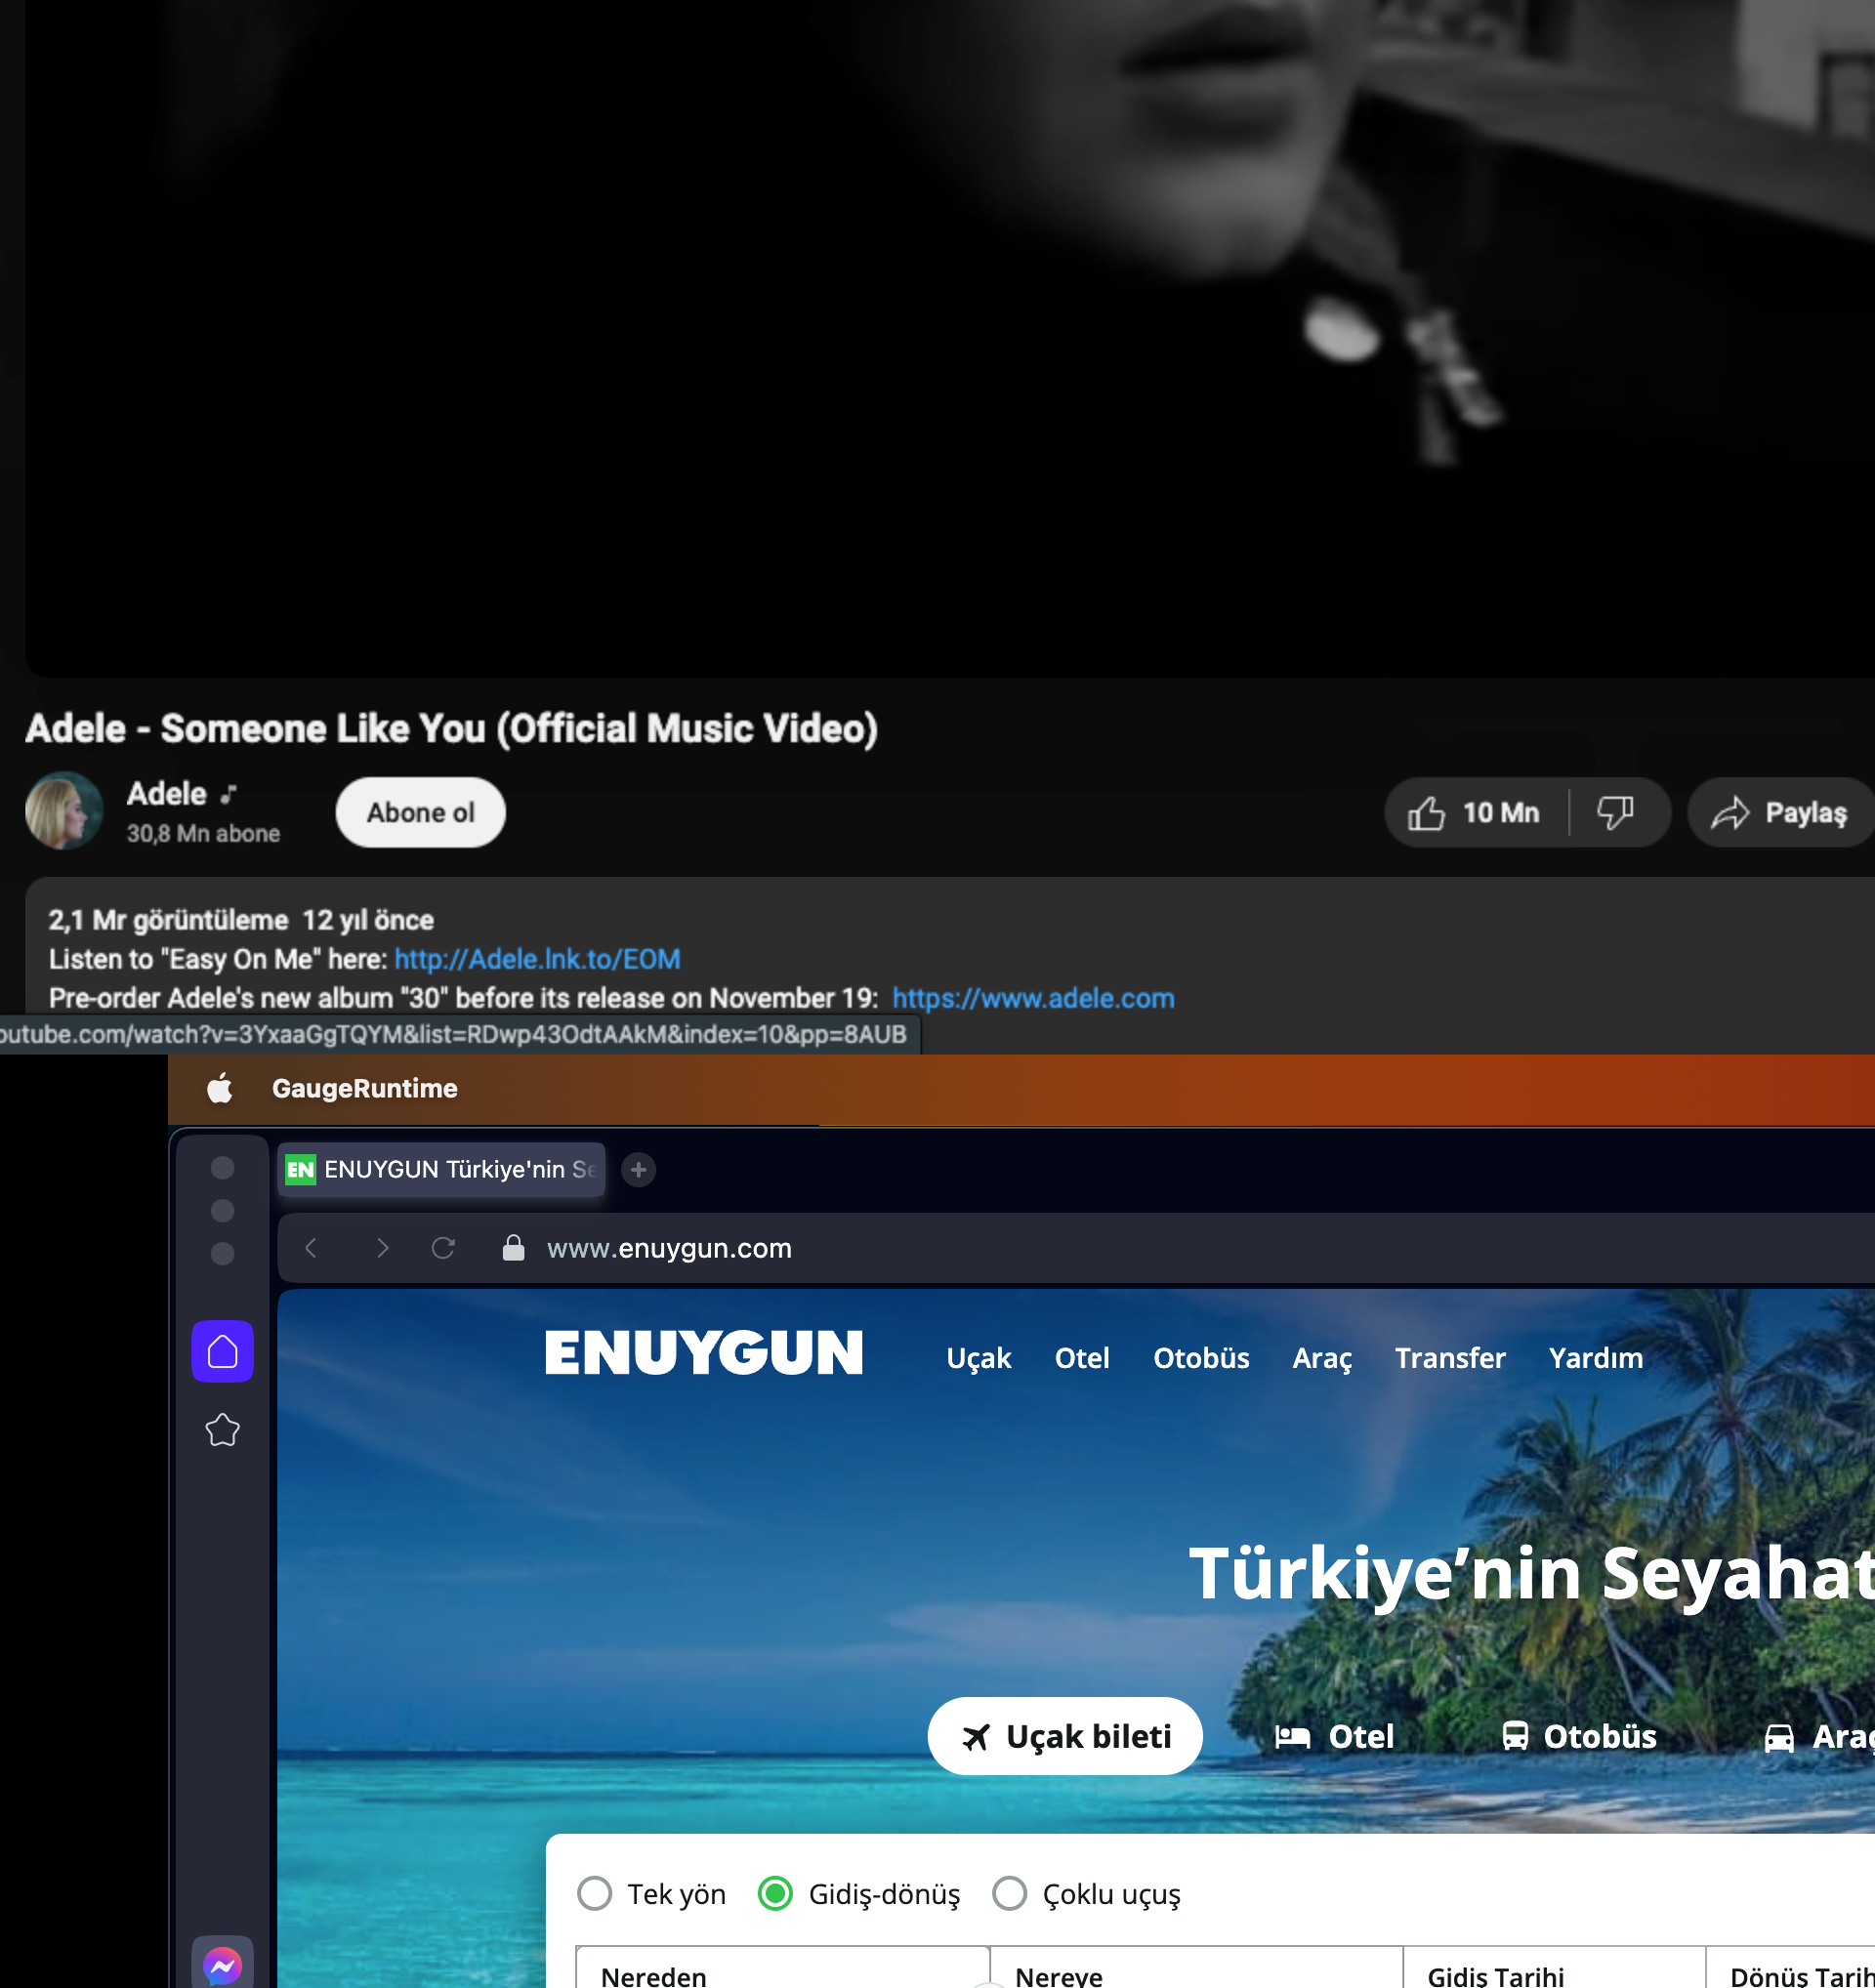 Adele - Someone Like You (Official Music Video)
Adele
30,8 Mn abone
Abone ol
10 Mn
Paylaş
2,1 Mr görüntüleme 12 yıl önce
Listen to "Easy On Me" here: http://Adele.lnk.to/EOM
Pre-order Adele's new album "30" before its release on November 19: https://www.adele.com
outube.com/watch?v=3YxaaGgTQYM&list=RDwp43OdtAAkM&index=10&pp=8AUB
GaugeRuntime
EN ENUYGUN Türkiye'nin Se
www.enuygun.com
ENUYGUN Uçak Otel Otobüs Araç Transfer Yardım
Türkiye’nin Seyahat
Uçak bileti Otel Otobüs Araç
Tek yön Gidiş-dönüş Çoklu uçuş
Nereden Nereye Gidiş Tarihi Dönüş Tarih